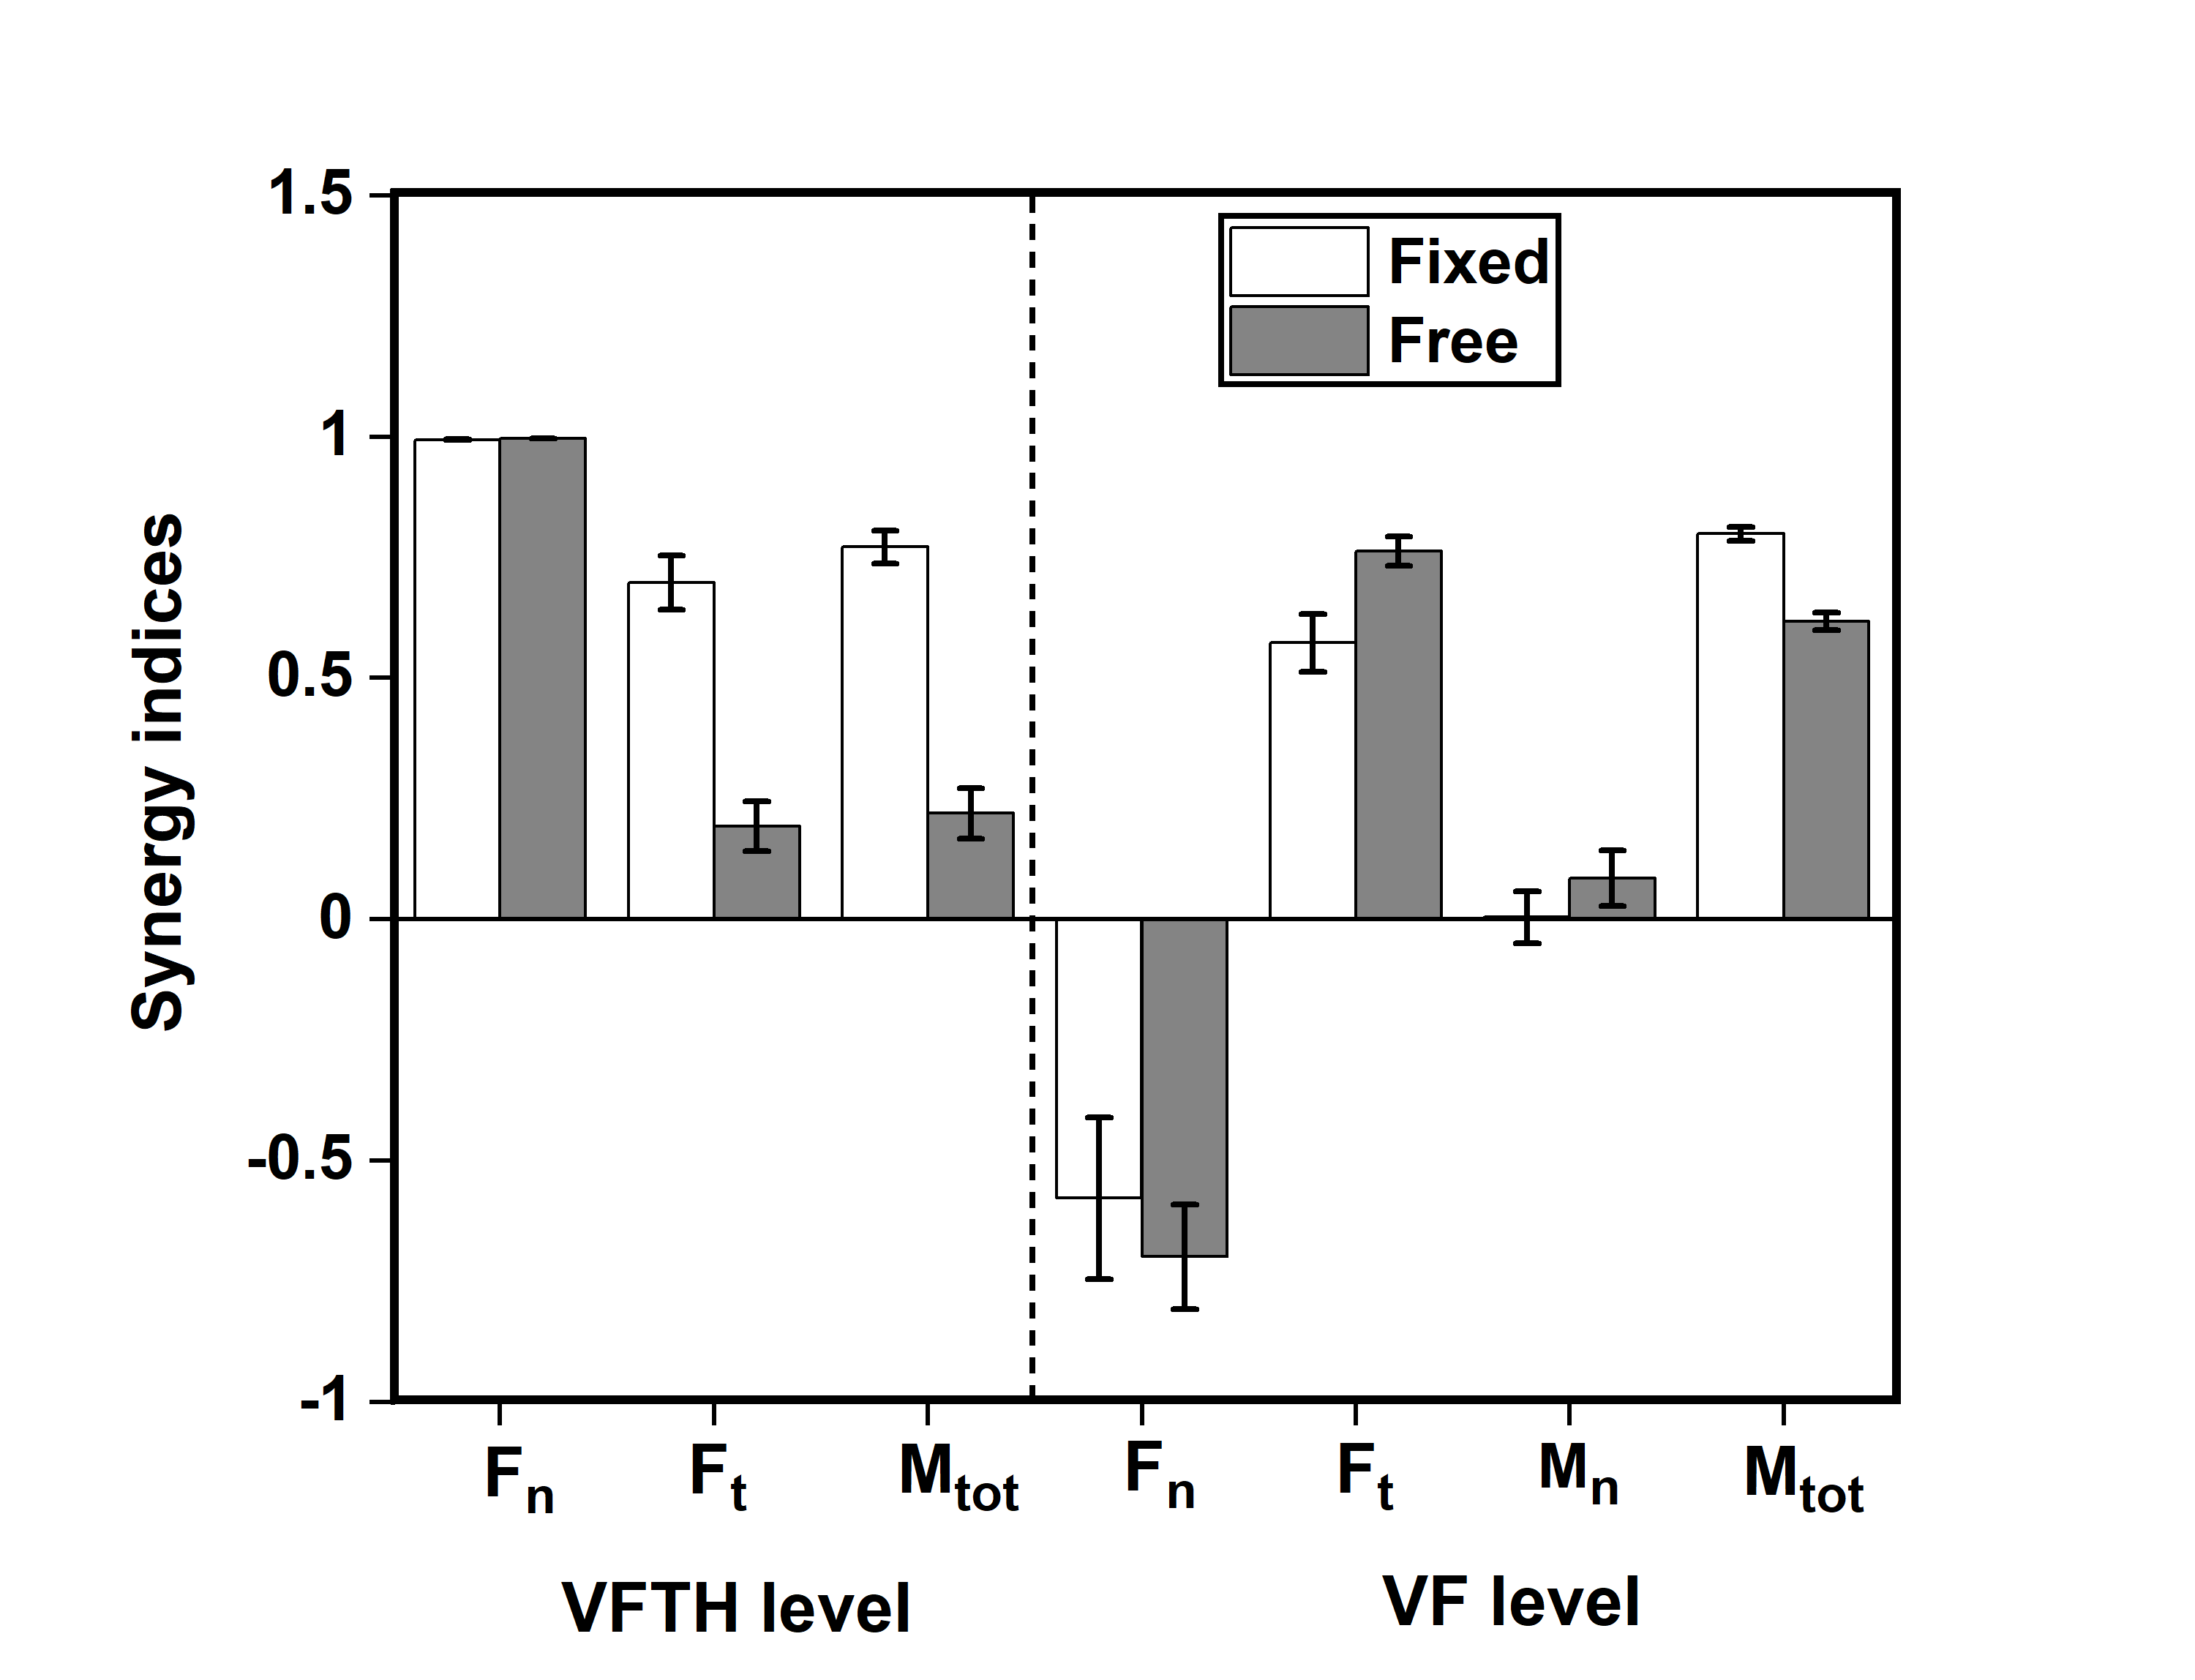 1.5
1
0.5
0
-0.5
-1
Synergy indices
Fixed
Free
Fn Ft Mtot Fn Ft Mn Mtot
VFTH level VF level